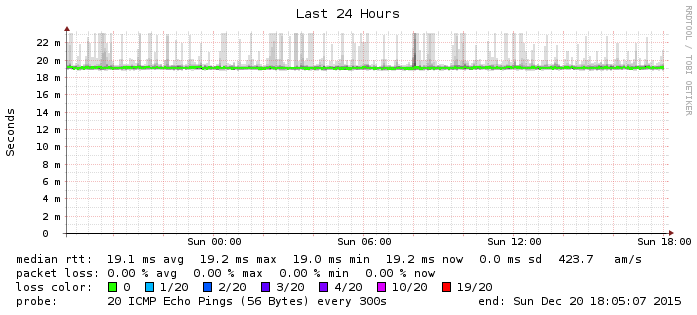 Last 24 Hours
RRDTOOL / TOBI OETIKER
Seconds
22 m
20 m
18 m
16 m
14 m
12 m
10 m
8 m
6 m
4 m
2 m
0
Sun 00:00 Sun 06:00 Sun 12:00 Sun 18:00
median rtt: 19.1 ms avg 19.2 ms max 19.0 ms min 19.2 ms now 0.0 ms sd 423.7 am/s
packet loss: 0.00 % avg 0.00 % max 0.00 % min 0.00 % now
loss color: 0 1/20 2/20 3/20 4/20 10/20 19/20
probe: 20 ICMP Echo Pings (56 Bytes) every 300s end: Sun Dec 20 18:05:07 2015